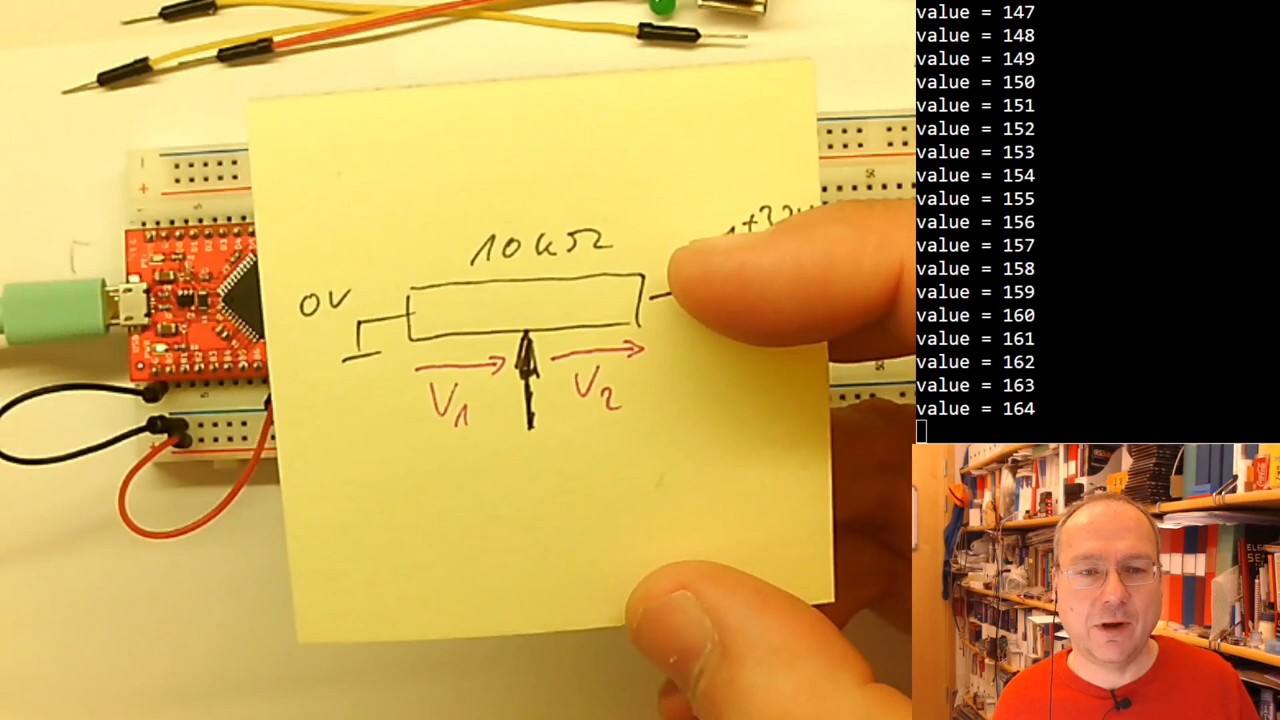 10kΩ
0V
V1
V2
value = 147
value = 148
value = 149
value = 150
value = 151
value = 152
value = 153
value = 154
value = 155
value = 156
value = 157
value = 158
value = 159
value = 160
value = 161
value = 162
value = 163
value = 164